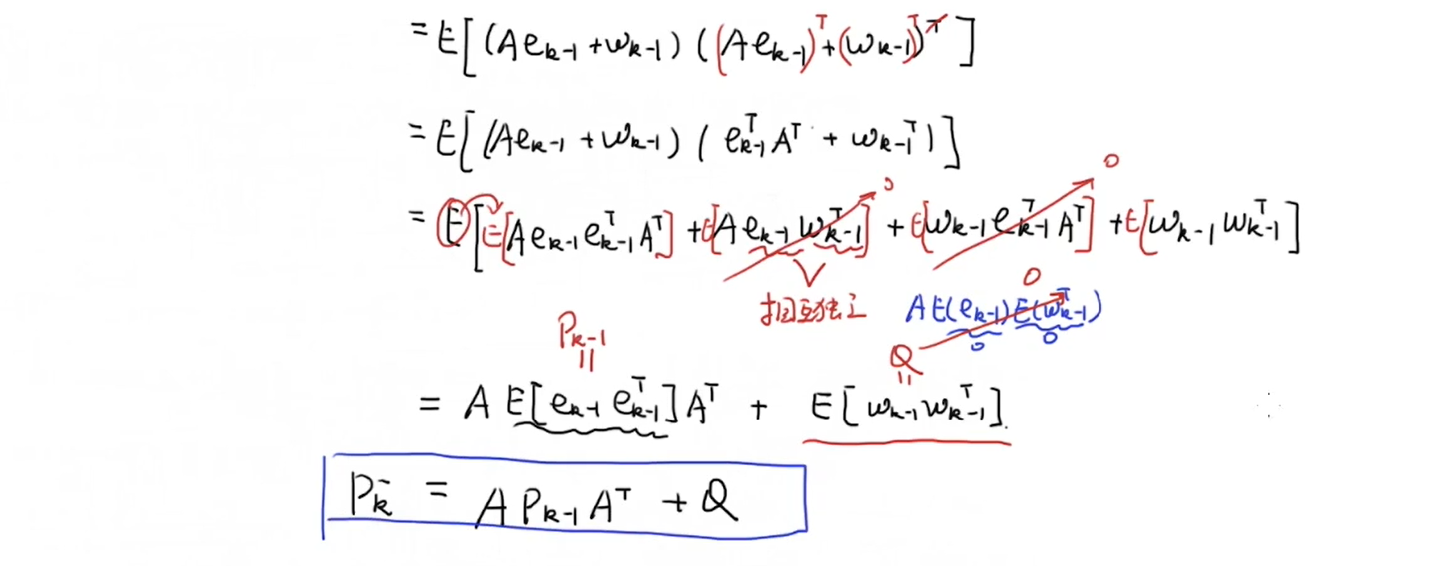 = E[(Ae_{k-1} + w_{k-1})((Ae_{k-1})^T + (w_{k-1})^T)^T]
= E[(Ae_{k-1} + w_{k-1})(e_{k-1}^T A^T + w_{k-1}^T)]
0 0
= E[E[Ae_{k-1}e_{k-1}^T A^T] + E[Ae_{k-1}w_{k-1}^T] + E[w_{k-1}e_{k-1}^T A^T] + E[w_{k-1}w_{k-1}^T]]
0
相互独立 AE(e_{k-1})E(w_{k-1}^T)
0 0
P_{k-1} Q
|| ||
= A E[e_{k-1} e_{k-1}^T] A^T + E[w_{k-1} w_{k-1}^T]
P_k^- = A P_{k-1} A^T + Q